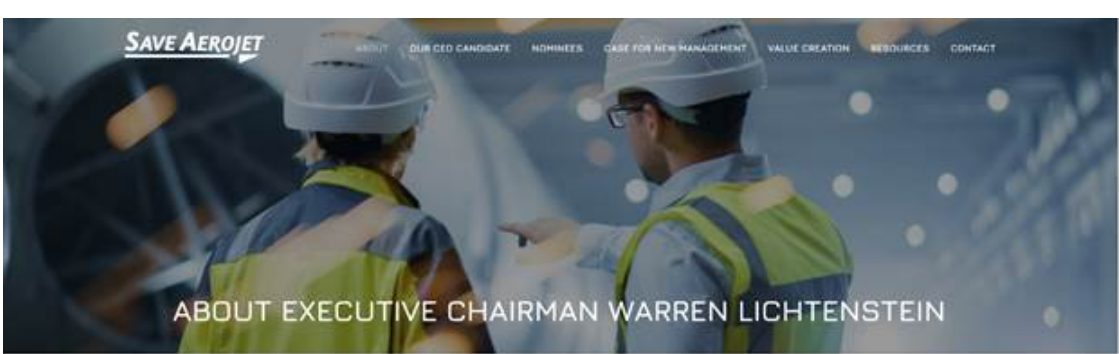 SAVE AEROJET
ABOUT OUR CEO CANDIDATE NOMINEES CASE FOR NEW MANAGEMENT VALUE CREATION RESOURCES CONTACT
ABOUT EXECUTIVE CHAIRMAN WARREN LICHTENSTEIN